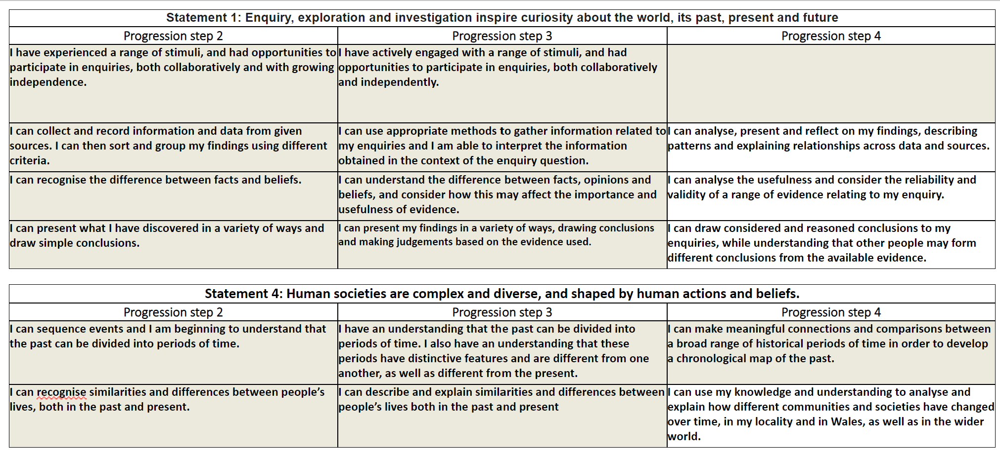 Statement 1: Enquiry, exploration and investigation inspire curiosity about the world, its past, present and future
Progression step 2
Progression step 3
Progression step 4
I have experienced a range of stimuli, and had opportunities to
participate in enquiries, both collaboratively and with growing
independence.
I have actively engaged with a range of stimuli, and had
opportunities to participate in enquiries, both collaboratively
and independently.
I can collect and record information and data from given
sources. I can then sort and group my findings using different
criteria.
I can use appropriate methods to gather information related to
my enquiries and I am able to interpret the information
obtained in the context of the enquiry question.
I can analyse, present and reflect on my findings, describing
patterns and explaining relationships across data and sources.
I can recognise the difference between facts and beliefs.
I can understand the difference between facts, opinions and
beliefs, and consider how this may affect the importance and
usefulness of evidence.
I can analyse the usefulness and consider the reliability and
validity of a range of evidence relating to my enquiry.
I can present what I have discovered in a variety of ways and
draw simple conclusions.
I can present my findings in a variety of ways, drawing conclusions
and making judgements based on the evidence used.
I can draw considered and reasoned conclusions to my
enquiries, while understanding that other people may form
different conclusions from the available evidence.
Statement 4: Human societies are complex and diverse, and shaped by human actions and beliefs.
Progression step 2
Progression step 3
Progression step 4
I can sequence events and I am beginning to understand that
the past can be divided into periods of time.
I have an understanding that the past can be divided into
periods of time. I also have an understanding that these
periods have distinctive features and are different from one
another, as well as different from the present.
I can make meaningful connections and comparisons between
a broad range of historical periods of time in order to develop
a chronological map of the past.
I can recognise similarities and differences between people’s
lives, both in the past and present.
I can describe and explain similarities and differences between
people’s lives both in the past and present
I can use my knowledge and understanding to analyse and
explain how different communities and societies have changed
over time, in my locality and in Wales, as well as in the wider
world.